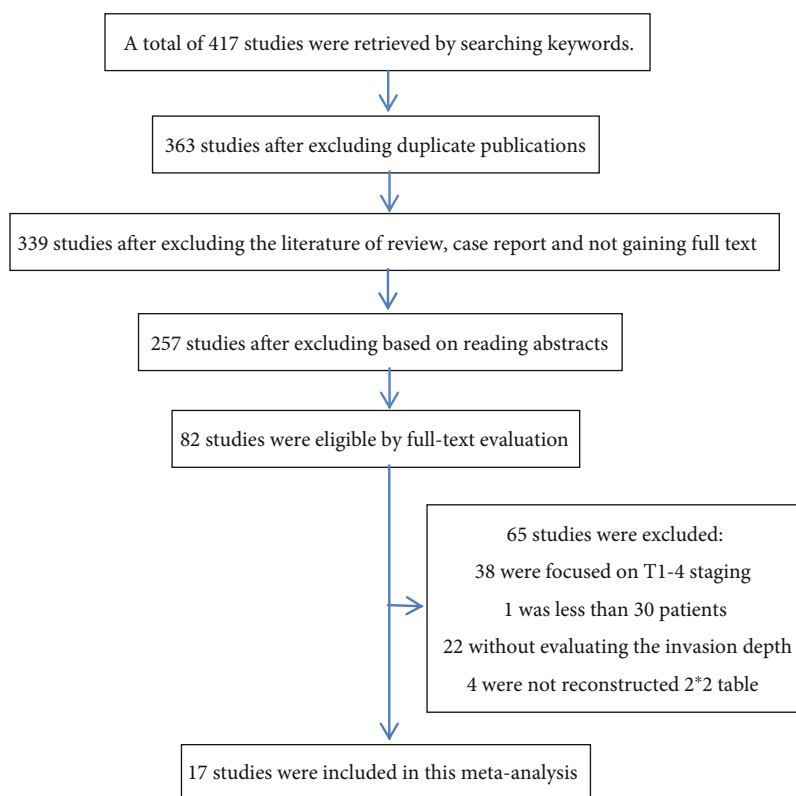 A total of 417 studies were retrieved by searching keywords.
363 studies after excluding duplicate publications
339 studies after excluding the literature of review, case report and not gaining full text
257 studies after excluding based on reading abstracts
82 studies were eligible by full-text evaluation
65 studies were excluded:
38 were focused on T1-4 staging
1 was less than 30 patients
22 without evaluating the invasion depth
4 were not reconstructed 2*2 table
17 studies were included in this meta-analysis